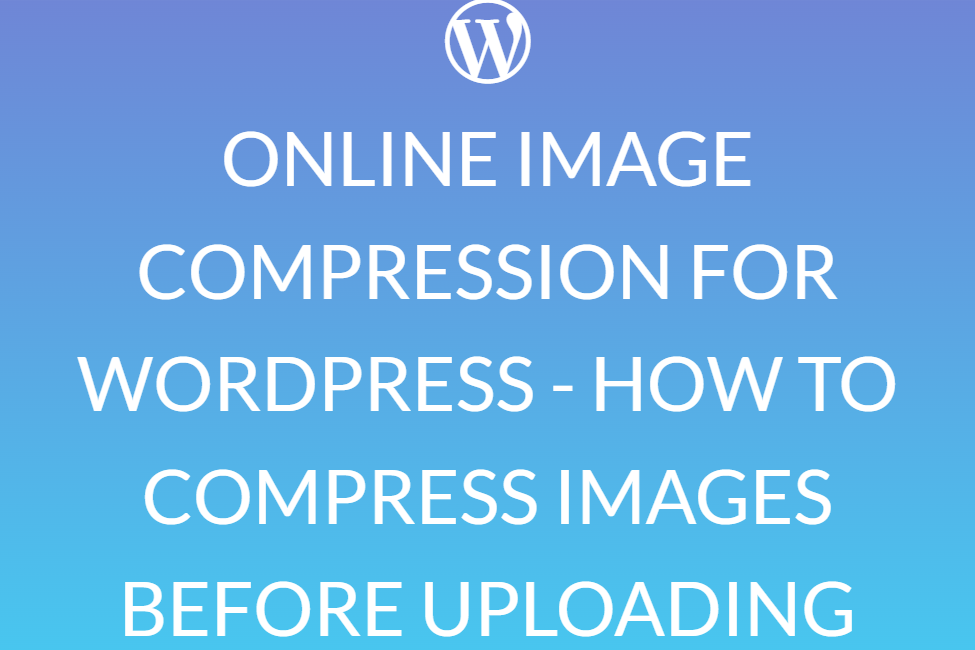 ONLINE IMAGE
COMPRESSION FOR
WORDPRESS - HOW TO
COMPRESS IMAGES
BEFORE UPLOADING